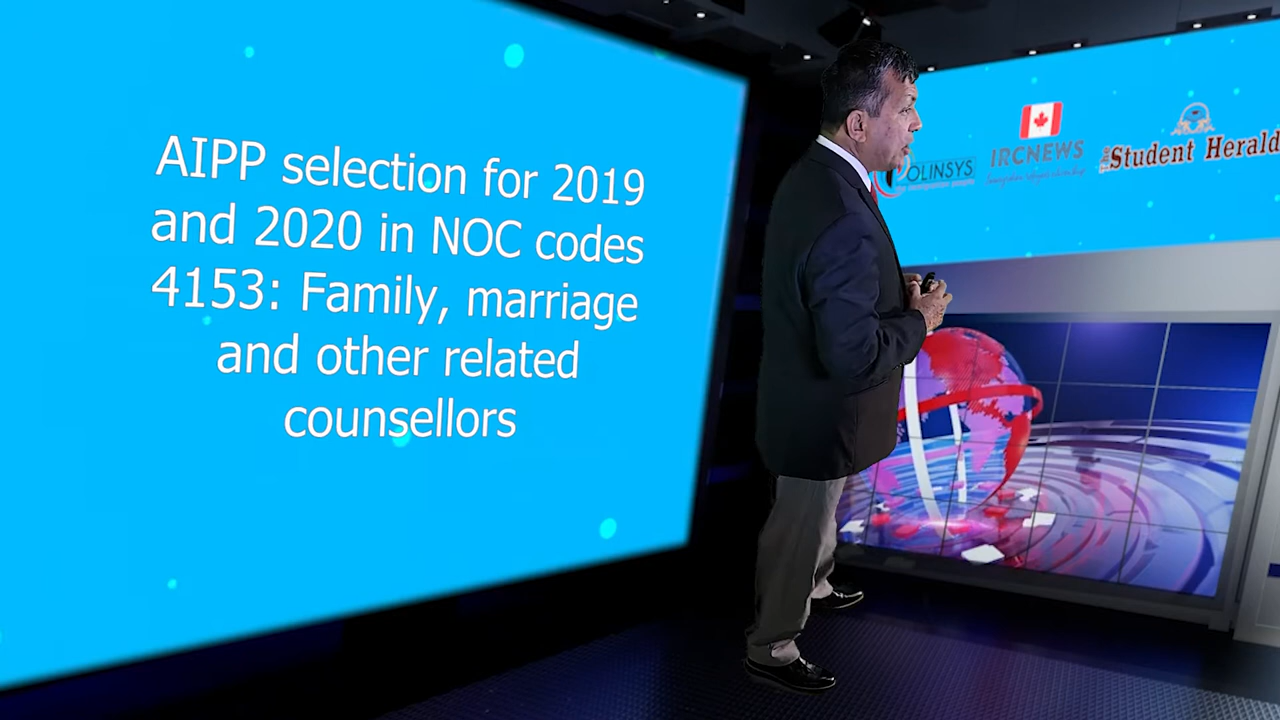 AIPP selection for 2019
and 2020 in NOC codes
4153: Family, marriage
and other related
counsellors
OLINSYS
IRCNEWS
The Student Herald